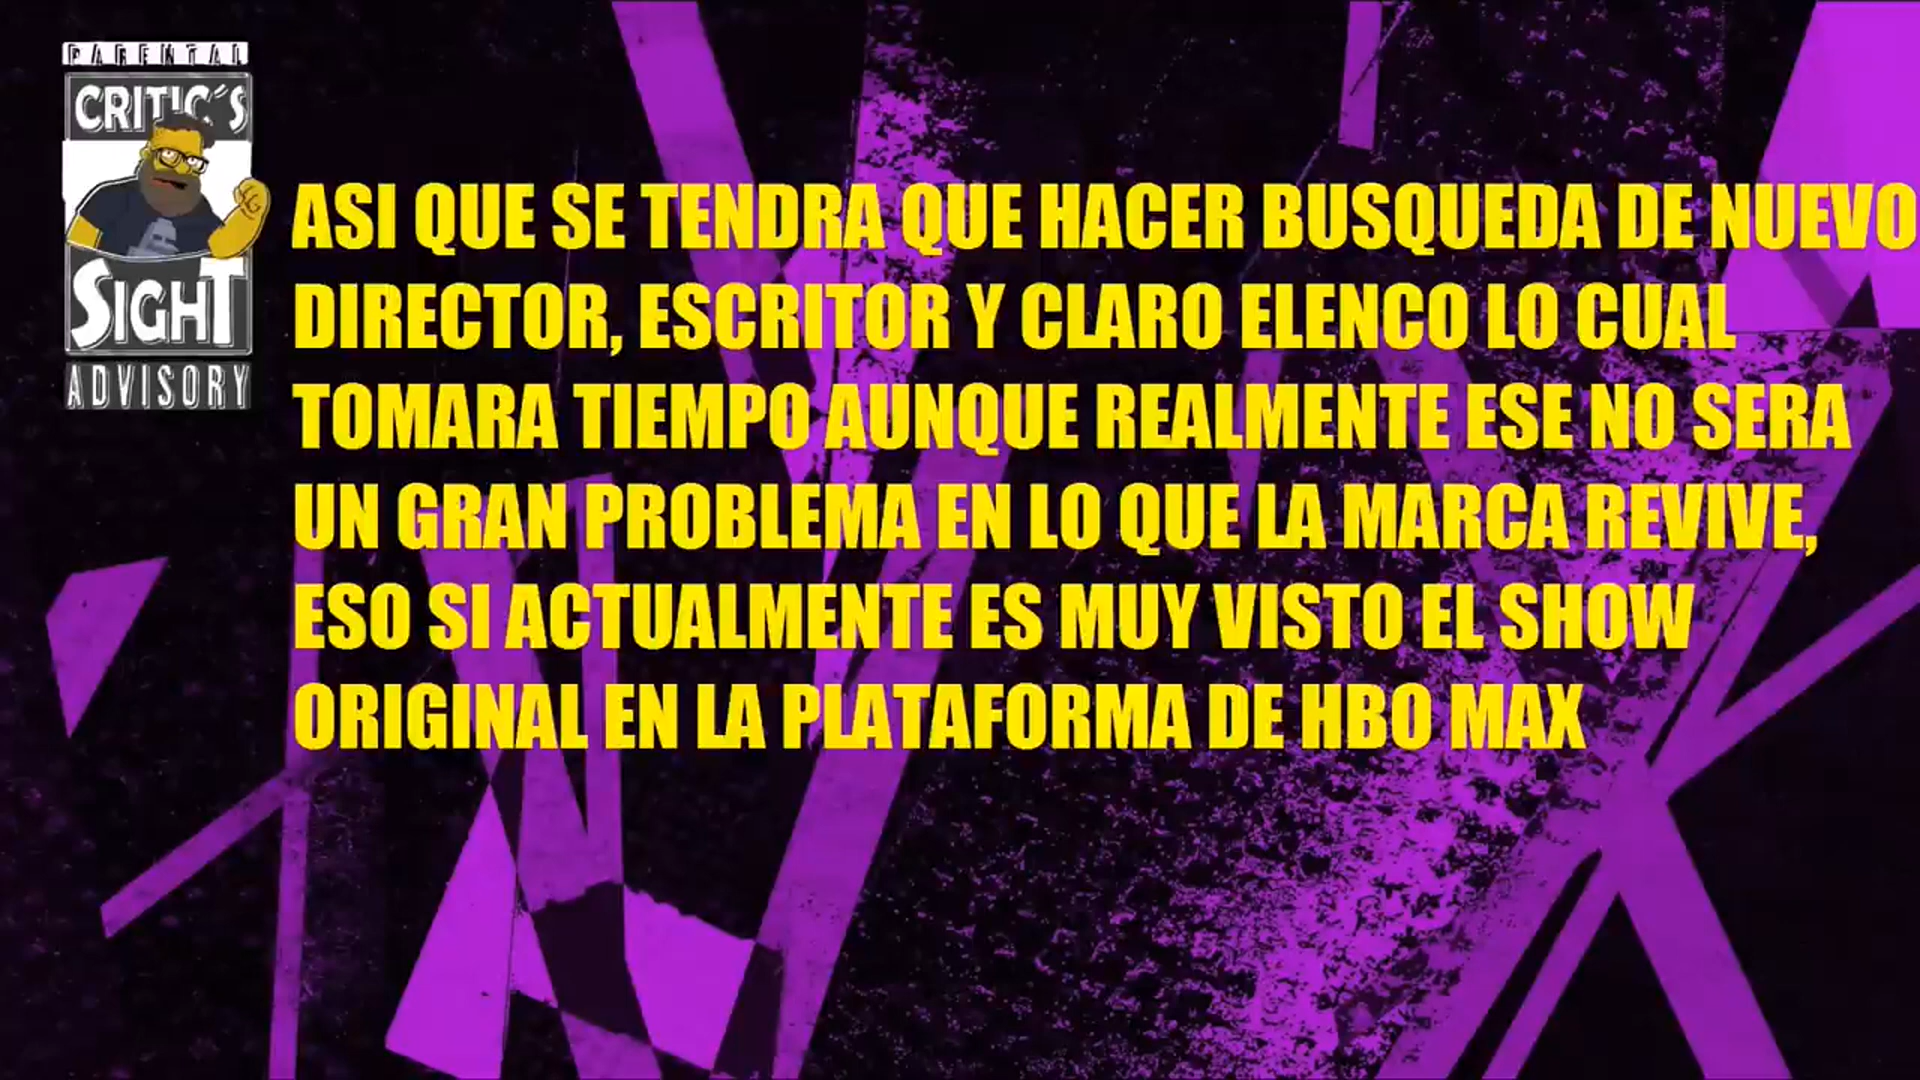 PARENTAL
CRITIC´S
SIGHT
ADVISORY
ASI QUE SE TENDRA QUE HACER BUSQUEDA DE NUEVO
DIRECTOR, ESCRITOR Y CLARO ELENCO LO CUAL
TOMARA TIEMPO AUNQUE REALMENTE ESE NO SERA
UN GRAN PROBLEMA EN LO QUE LA MARCA REVIVE,
ESO SI ACTUALMENTE ES MUY VISTO EL SHOW
ORIGINAL EN LA PLATAFORMA DE HBO MAX